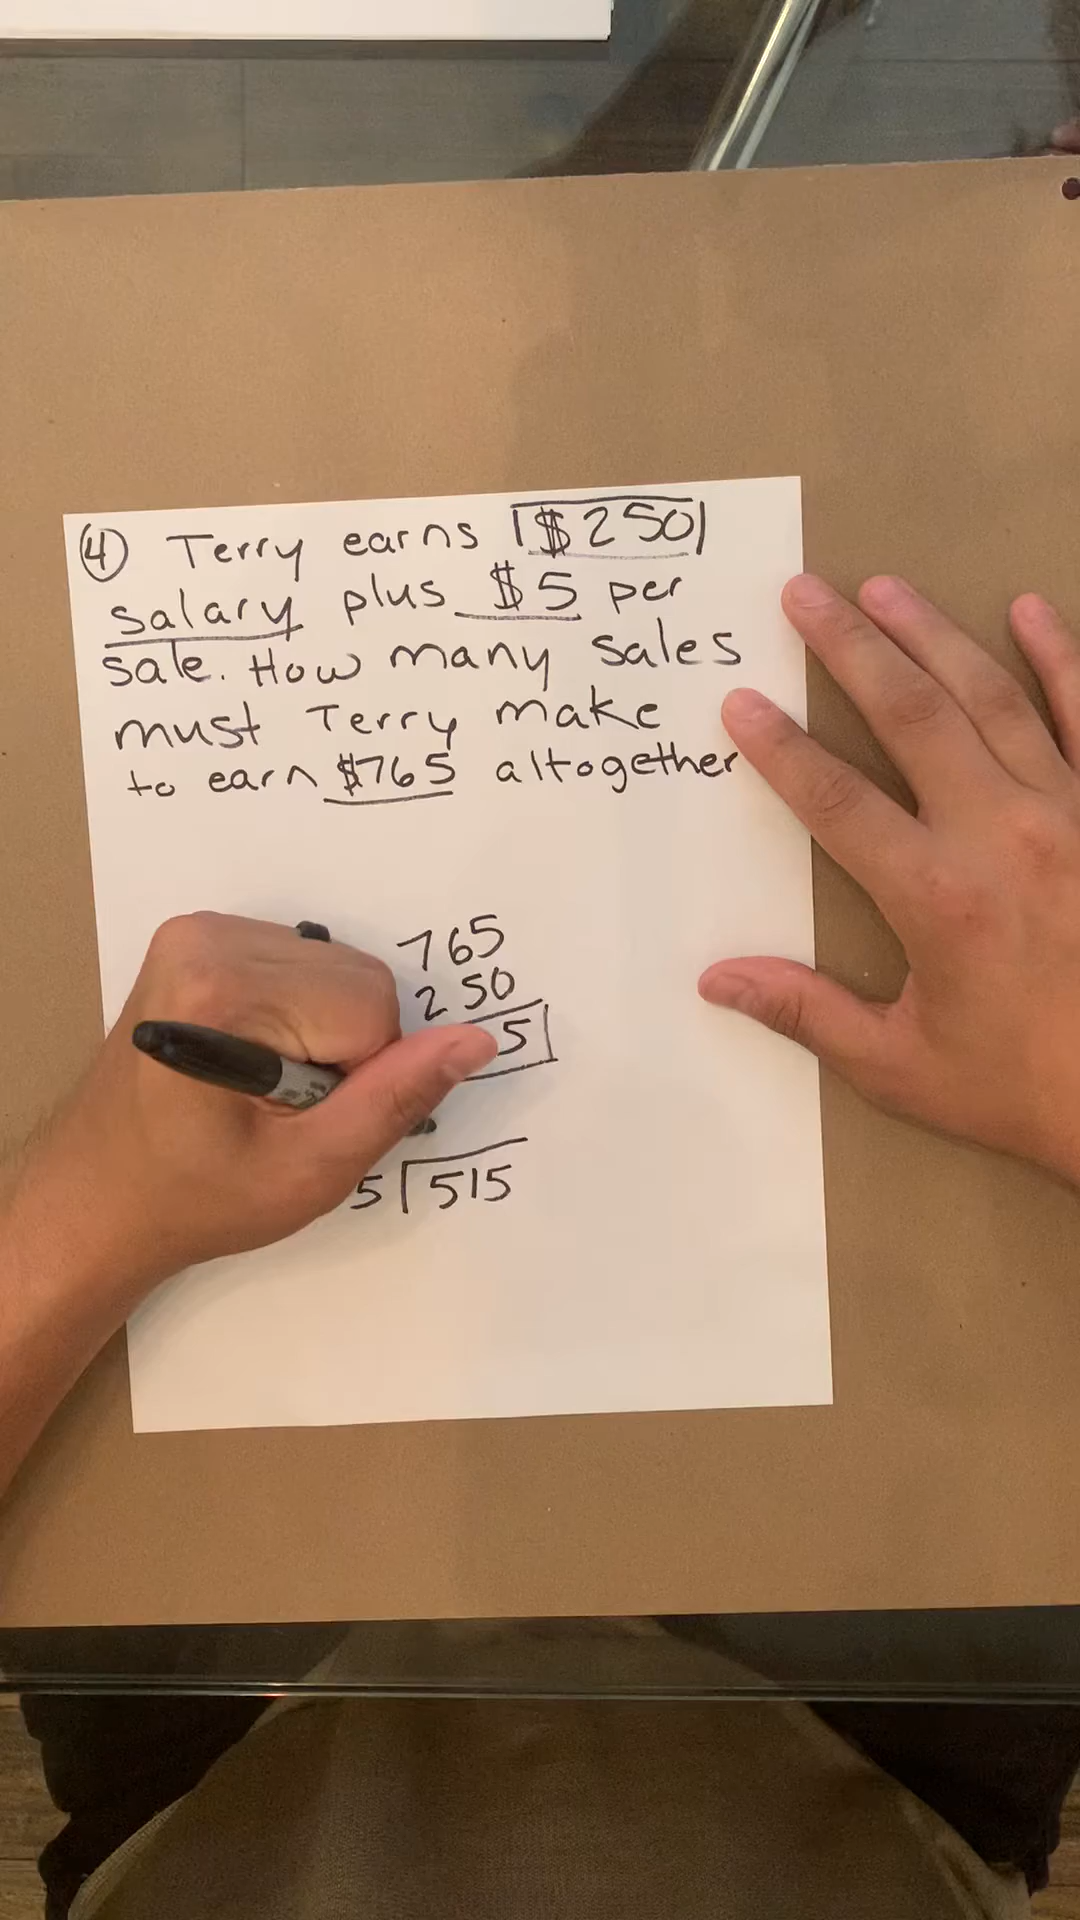 4 Terry earns $250
salary plus $5 per
sale. How many sales
must Terry make
to earn $765 altogether
765
250
5
5 515